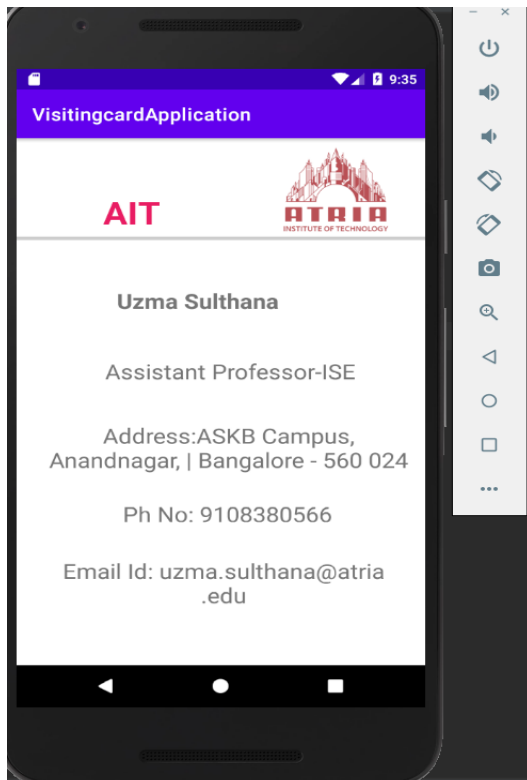 9:35
VisitingcardApplication
AIT
ATRIA
INSTITUTE OF TECHNOLOGY
Uzma Sulthana
Assistant Professor-ISE
Address:ASKB Campus,
Anandnagar, | Bangalore - 560 024
Ph No: 9108380566
Email Id: uzma.sulthana@atria
.edu